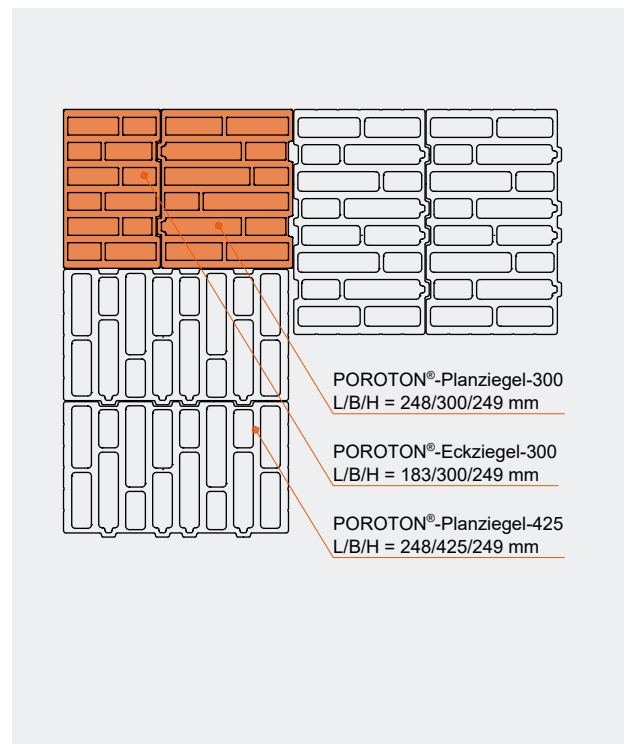 POROTON®-Planziegel-300
L/B/H = 248/300/249 mm
POROTON®-Eckziegel-300
L/B/H = 183/300/249 mm
POROTON®-Planziegel-425
L/B/H = 248/425/249 mm